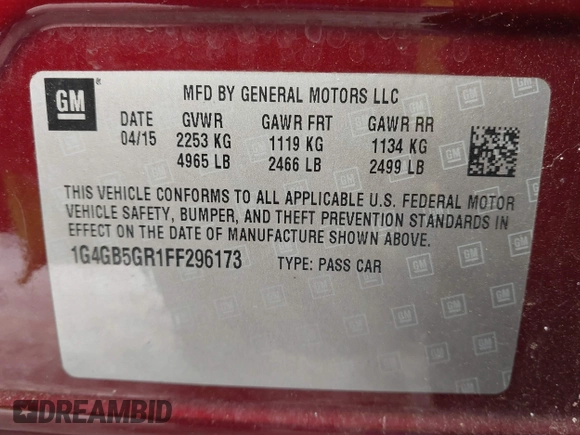 GM
®
MFD BY GENERAL MOTORS LLC
DATE GVWR GAWR FRT GAWR RR
04/15 2253 KG 1119 KG 1134 KG
4965 LB 2466 LB 2499 LB
THIS VEHICLE CONFORMS TO ALL APPLICABLE U.S. FEDERAL MOTOR
VEHICLE SAFETY, BUMPER, AND THEFT PREVENTION STANDARDS IN
EFFECT ON THE DATE OF MANUFACTURE SHOWN ABOVE.
1G4GB5GR1FF296173 TYPE: PASS CAR
DREAMBID